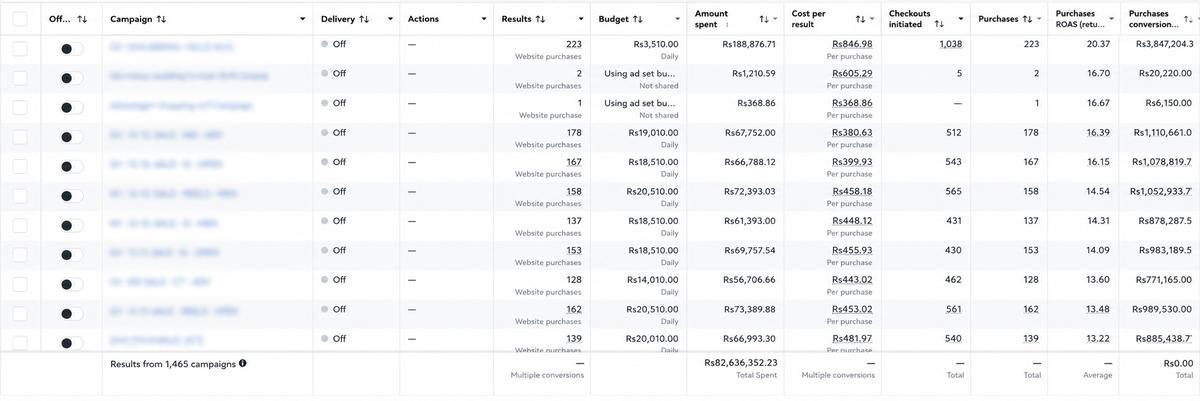 Off... Campaign Delivery Actions Results Budget Amount spent Cost per result Checkouts initiated Purchases Purchases ROAS (retu... Purchases conversion...
Off — 223 Rs3,510.00 Rs188,876.71 Rs846.98 1,038 223 20.37 Rs3,847,204.3
Website purchases Daily Per purchase
Off — 2 Using ad set bu... Rs1,210.59 Rs605.29 5 2 16.70 Rs20,220.00
Website purchases Not shared Per purchase
Off — 1 Using ad set bu... Rs368.86 Rs368.86 — 1 16.67 Rs6,150.00
Website purchase Not shared Per purchase
Off — 178 Rs19,010.00 Rs67,752.00 Rs380.63 512 178 16.39 Rs1,110,661.0
Website purchases Daily Per purchase
Off — 167 Rs18,510.00 Rs66,788.12 Rs399.93 543 167 16.15 Rs1,078,819.7
Website purchases Daily Per purchase
Off — 158 Rs20,510.00 Rs72,393.03 Rs458.18 565 158 14.54 Rs1,052,933.7
Website purchases Daily Per purchase
Off — 137 Rs18,510.00 Rs61,393.00 Rs448.12 431 137 14.31 Rs878,287.5
Website purchases Daily Per purchase
Off — 153 Rs18,510.00 Rs69,757.54 Rs455.93 430 153 14.09 Rs983,189.5
Website purchases Daily Per purchase
Off — 128 Rs14,010.00 Rs56,706.66 Rs443.02 462 128 13.60 Rs771,165.00
Website purchases Daily Per purchase
Off — 162 Rs20,510.00 Rs73,389.88 Rs453.02 561 162 13.48 Rs989,530.00
Website purchases Daily Per purchase
Off — 139 Rs20,010.00 Rs66,993.30 Rs481.97 540 139 13.22 Rs885,438.7
Website purchases Daily Per purchase
Results from 1,465 campaigns — Rs82,636,352.23 — — — — Rs0.00
Multiple conversions Total Spent Multiple conversions Total Total Average Total